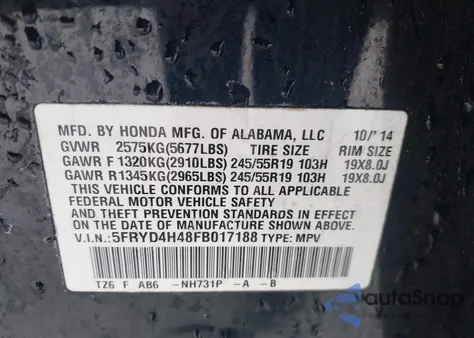 MFD. BY HONDA MFG. OF ALABAMA, LLC 10/'14
GVWR 2575KG(5677LBS) TIRE SIZE RIM SIZE
GAWR F 1320KG(2910LBS) 245/55R19 103H 19X8.0J
GAWR R1345KG(2965LBS) 245/55R19 103H 19X8.0J
THIS VEHICLE CONFORMS TO ALL APPLICABLE
FEDERAL MOTOR VEHICLE SAFETY
AND THEFT PREVENTION STANDARDS IN EFFECT
ON THE DATE OF MANUFACTURE SHOWN ABOVE.
V.I.N.: 5FRYD4H48FB017188 TYPE: MPV
TZ6 F AB6 -NH731P -A -B
autoSnap